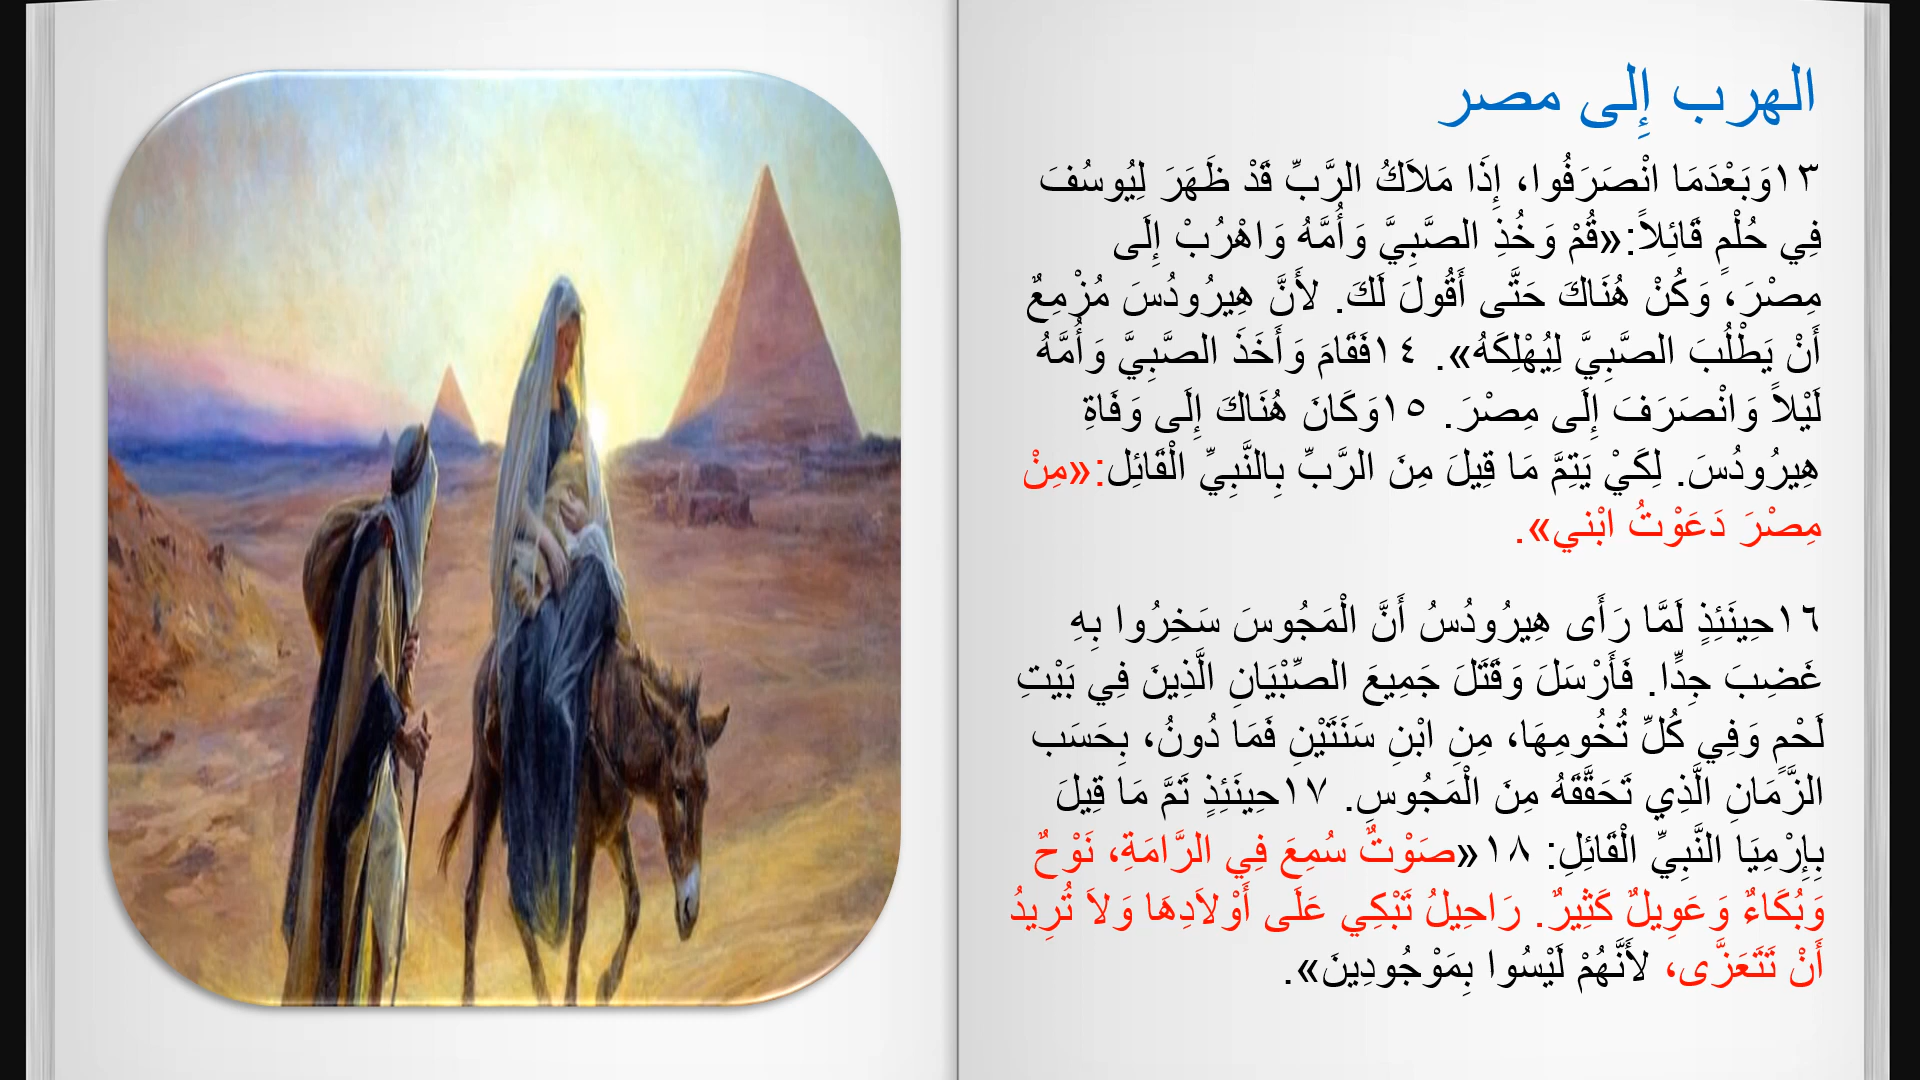 الهرب إِلى مصر
١٣وَبَعْدَمَا انْصَرَفُوا، إِذَا مَلاَكُ الرَّبِّ قَدْ ظَهَرَ لِيُوسُفَ
فِي حُلْمٍ قَائِلاً:«قُمْ وَخُذِ الصَّبِيَّ وَأُمَّهُ وَاهْرُبْ إِلَى
مِصْرَ، وَكُنْ هُنَاكَ حَتَّى أَقُولَ لَكَ. لأَنَّ هِيرُودُسَ مُزْمِعٌ
أَنْ يَطْلُبَ الصَّبِيَّ لِيُهْلِكَهُ». ١٤فَقَامَ وَأَخَذَ الصَّبِيَّ وَأُمَّهُ
لَيْلاً وَانْصَرَفَ إِلَى مِصْرَ. ١٥وَكَانَ هُنَاكَ إِلَى وَفَاةِ
هِيرُودُسَ. لِكَيْ يَتِمَّ مَا قِيلَ مِنَ الرَّبِّ بِالنَّبِيِّ الْقَائِل:«مِنْ
مِصْرَ دَعَوْتُ ابْني».
١٦حِينَئِذٍ لَمَّا رَأَى هِيرُودُسُ أَنَّ الْمَجُوسَ سَخِرُوا بِهِ
غَضِبَ جِدًّا. فَأَرْسَلَ وَقَتَلَ جَمِيعَ الصِّبْيَانِ الَّذِينَ فِي بَيْتِ
لَحْمٍ وَفِي كُلِّ تُخُومِهَا، مِنِ ابْنِ سَنَتَيْنِ فَمَا دُونُ، بِحَسَب
الزَّمَانِ الَّذِي تَحَقَّقَهُ مِنَ الْمَجُوسِ. ١٧حِينَئِذٍ تَمَّ مَا قِيلَ
بِإِرْمِيَا النَّبِيِّ الْقَائِلِ: ١٨«صَوْتٌ سُمِعَ فِي الرَّامَةِ، نَوْحٌ
وَبُكَاءٌ وَعَوِيلٌ كَثِيرٌ. رَاحِيلُ تَبْكِي عَلَى أَوْلاَدِهَا وَلاَ تُرِيدُ
أَنْ تَتَعَزَّى، لأَنَّهُمْ لَيْسُوا بِمَوْجُودِينَ».